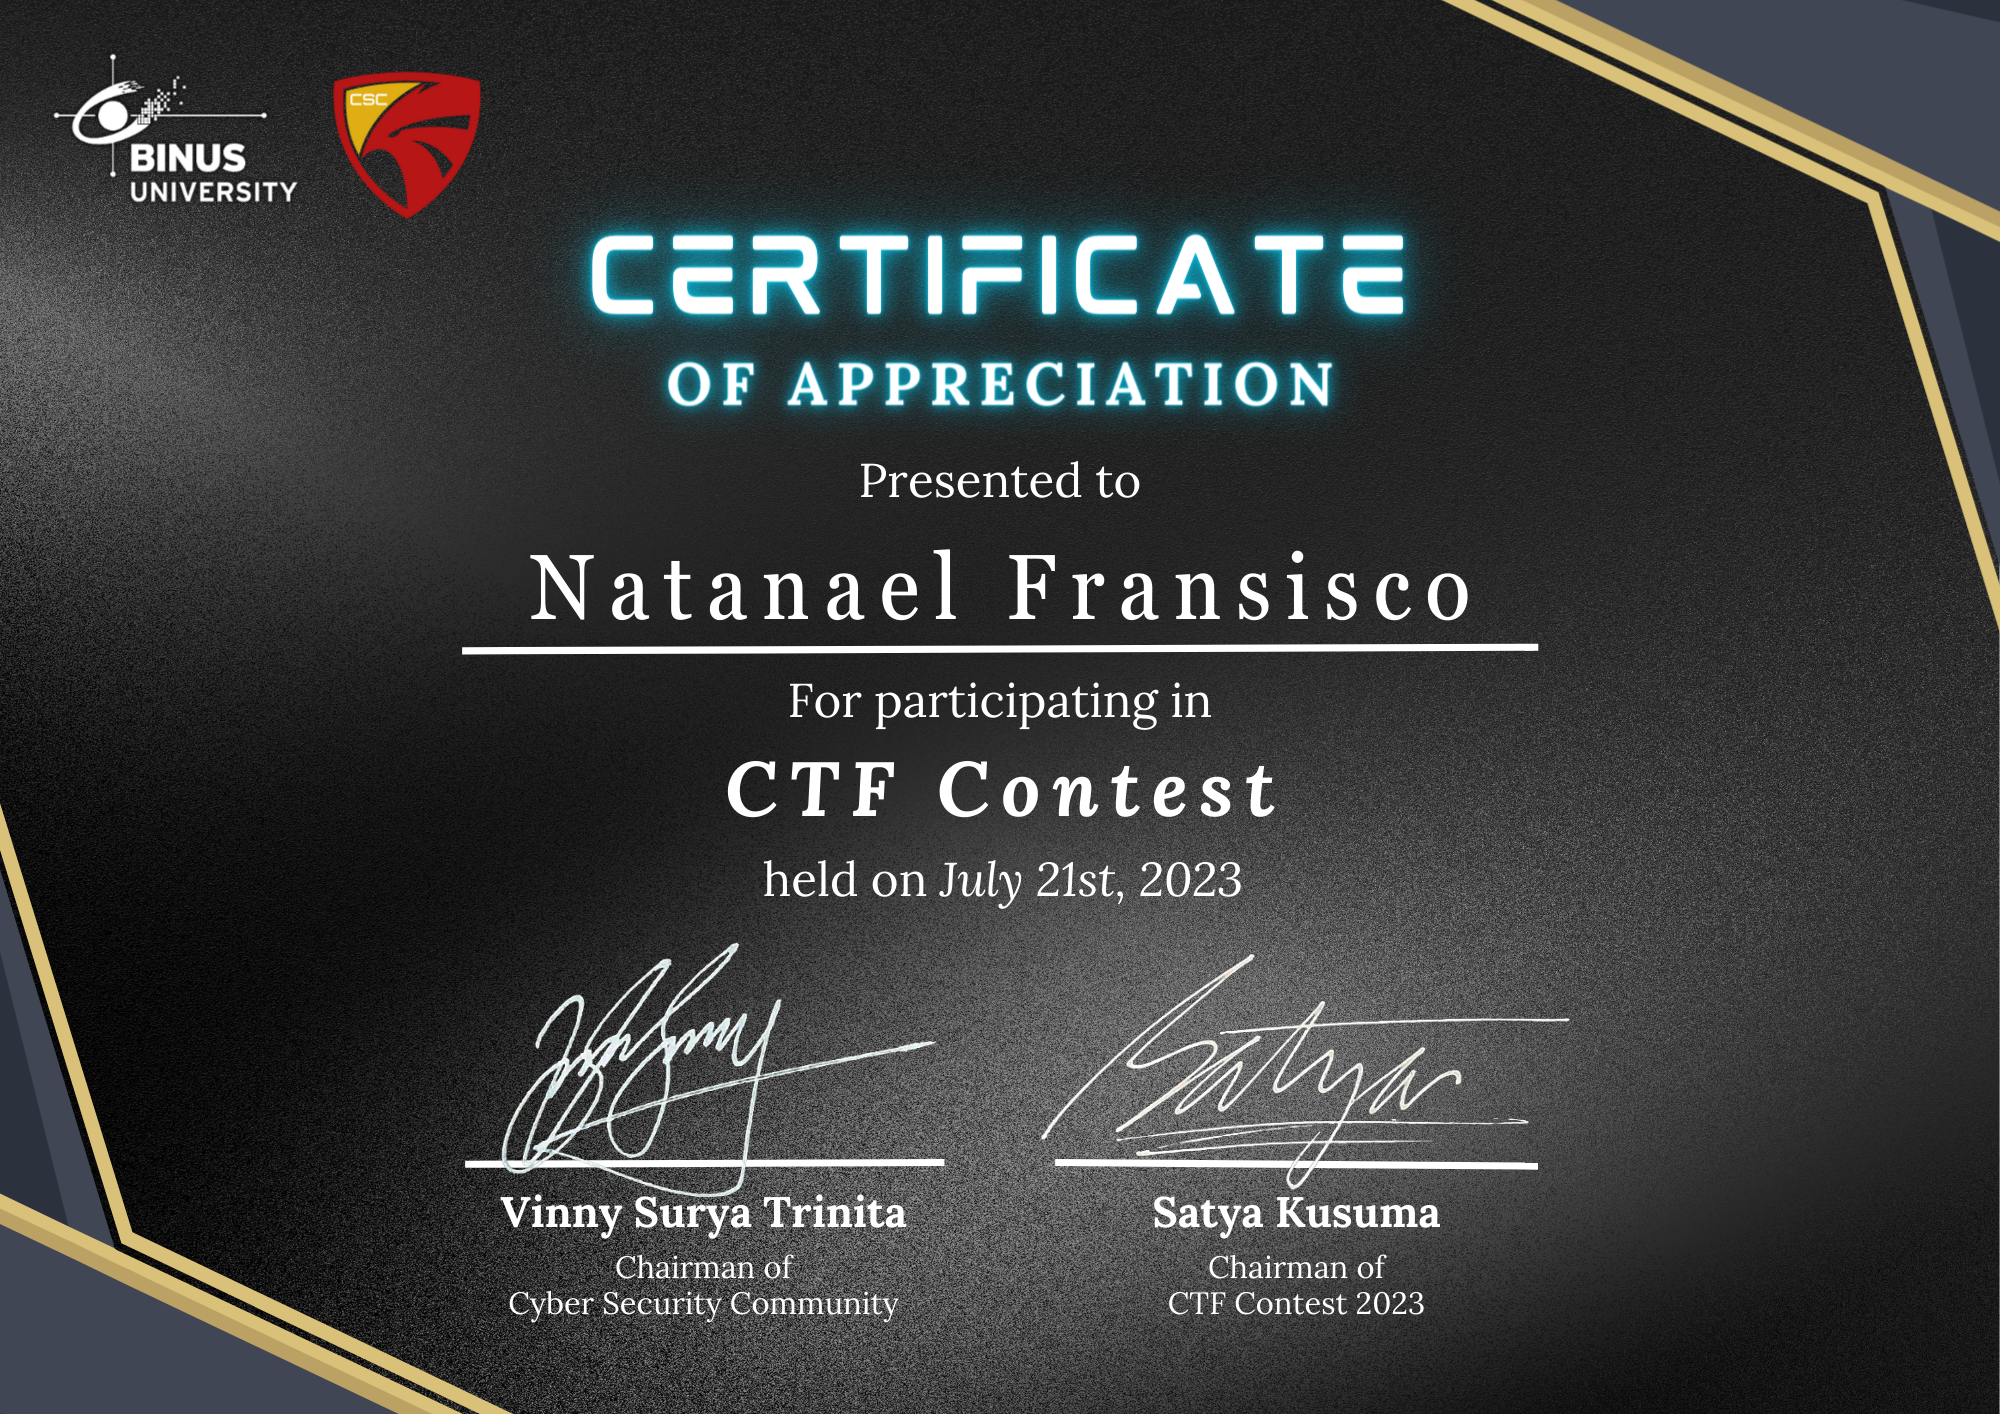 BINUS
UNIVERSITY
CSC
CERTIFICATE
OF APPRECIATION
Presented to
Natanael Fransisco
For participating in
CTF Contest
held on July 21st, 2023
Satya
Vinny Surya Trinita
Satya Kusuma
Chairman of
Cyber Security Community
Chairman of
CTF Contest 2023